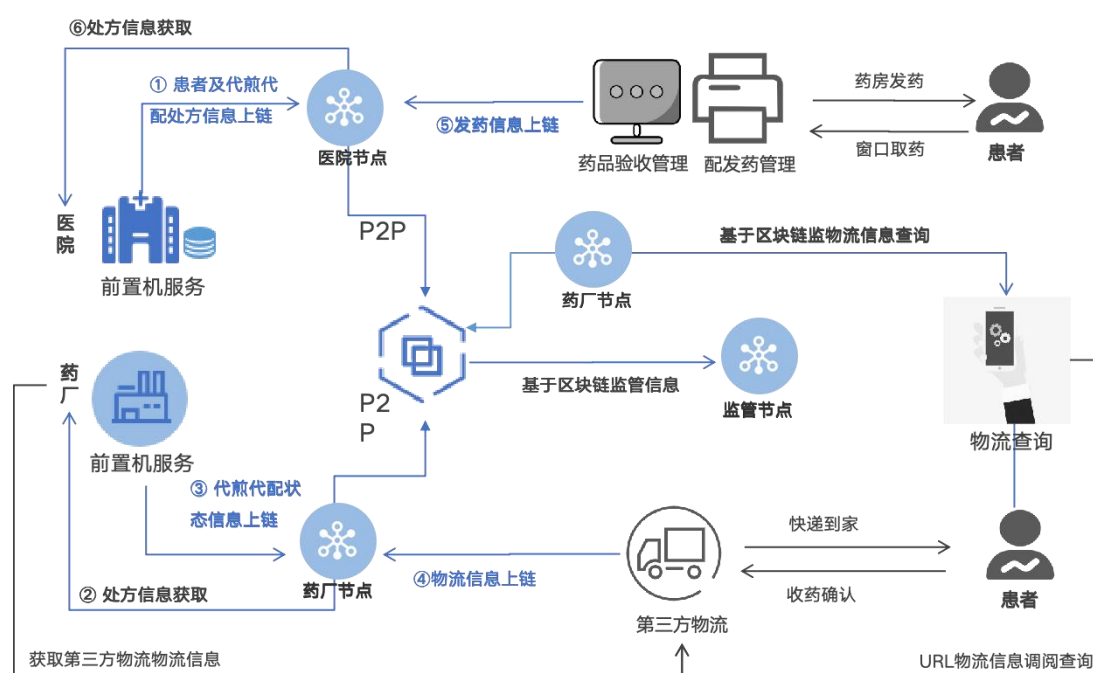 ⑥处方信息获取
① 患者及代煎代
配处方信息上链
医院节点
⑤发药信息上链
药品验收管理
配发药管理
药房发药
窗口取药
患者
医
院
前置机服务
P2P
药厂节点
基于区块链监物流信息查询
基于区块链监管信息
监管节点
物流查询
药
厂
前置机服务
P2
P
③ 代煎代配状
态信息上链
② 处方信息获取
药厂节点
④物流信息上链
第三方物流
快递到家
收药确认
患者
获取第三方物流物流信息
URL物流信息调阅查询